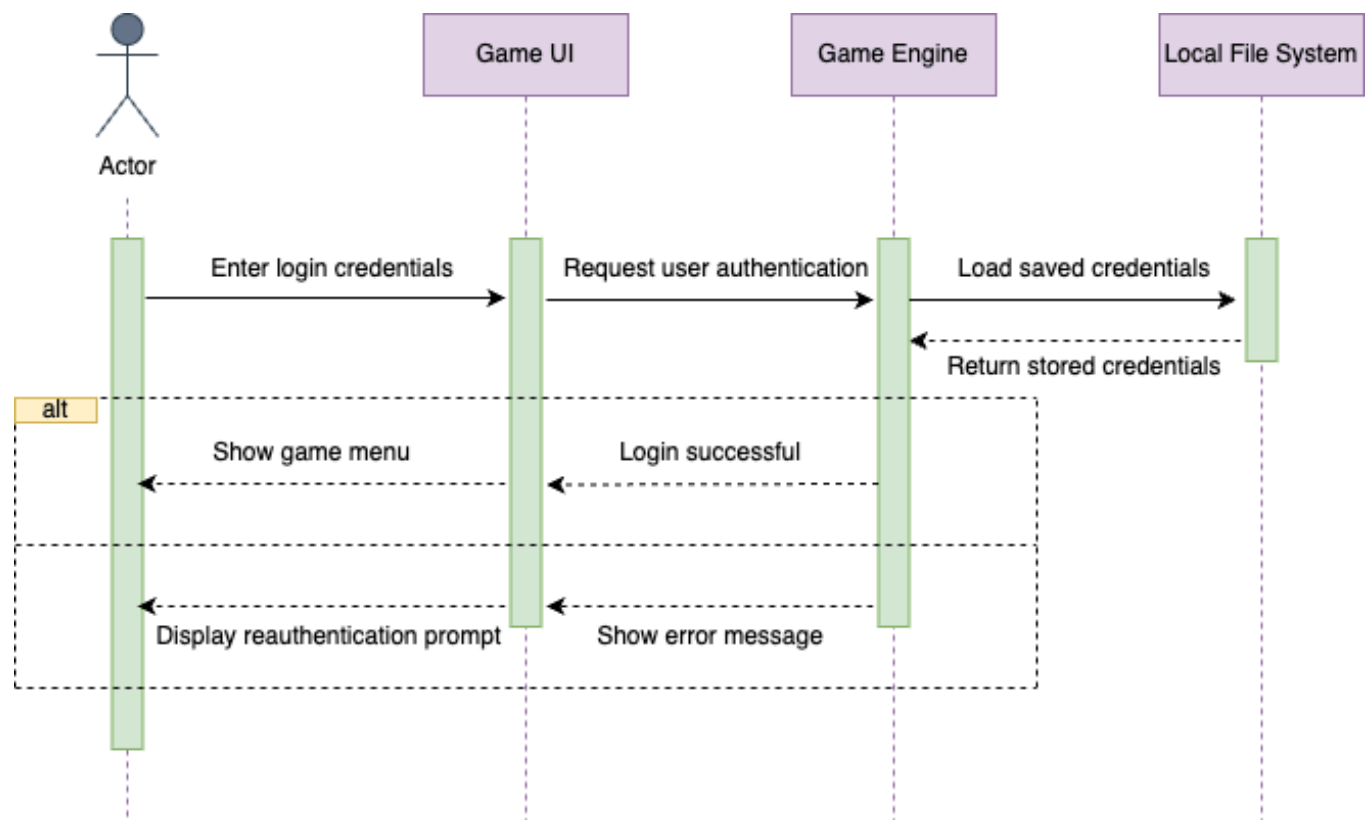 Game UI
Game Engine
Local File System
Actor
Enter login credentials
Request user authentication
Load saved credentials
Return stored credentials
alt
Show game menu
Login successful
Display reauthentication prompt
Show error message